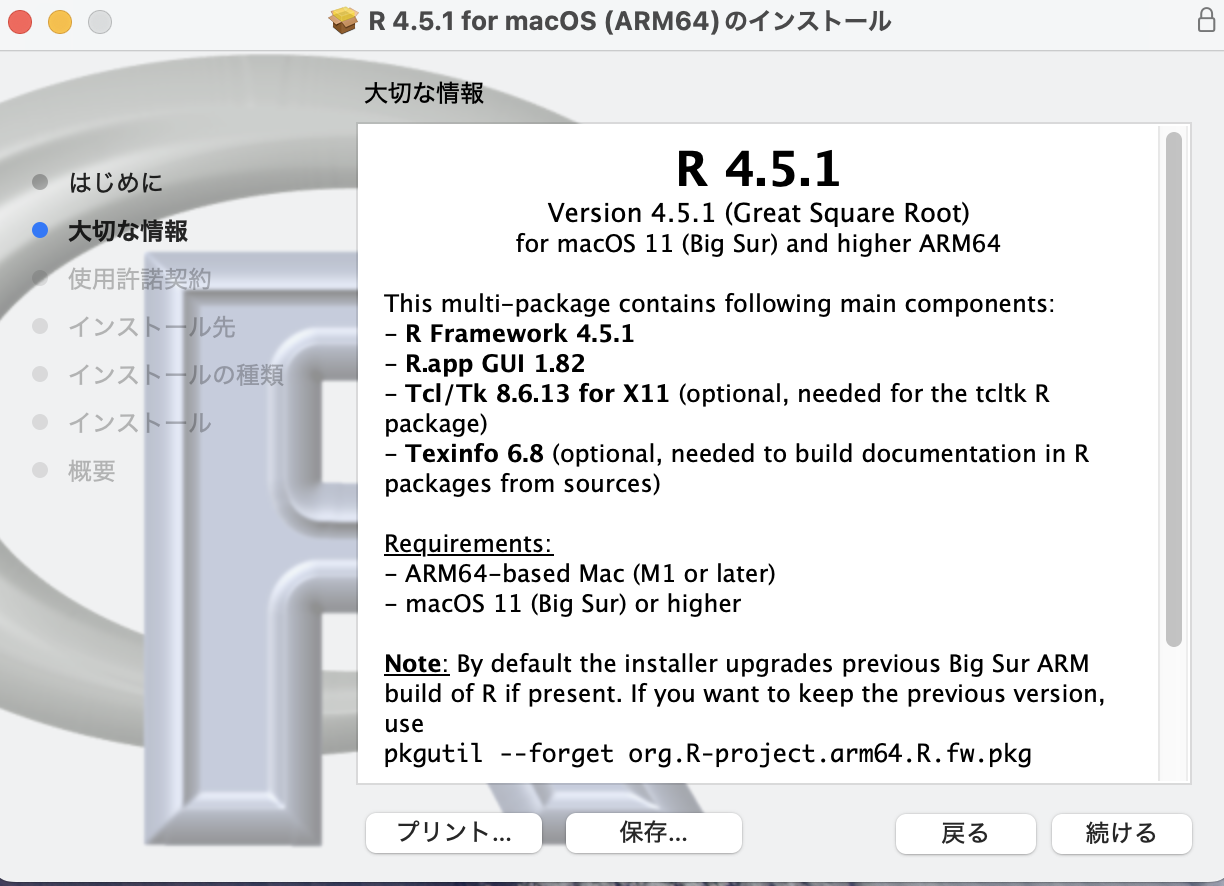 R 4.5.1 for macOS (ARM64)のインストール
大切な情報
はじめに
大切な情報
使用許諾契約
インストール先
インストールの種類
インストール
概要
R 4.5.1
Version 4.5.1 (Great Square Root)
for macOS 11 (Big Sur) and higher ARM64
This multi-package contains following main components:
- R Framework 4.5.1
- R.app GUI 1.82
- Tcl/Tk 8.6.13 for X11 (optional, needed for the tcltk R
package)
- Texinfo 6.8 (optional, needed to build documentation in R
packages from sources)
Requirements:
- ARM64-based Mac (M1 or later)
- macOS 11 (Big Sur) or higher
Note: By default the installer upgrades previous Big Sur ARM
build of R if present. If you want to keep the previous version,
use
pkgutil --forget org.R-project.arm64.R.fw.pkg
プリント...
保存...
戻る
続ける